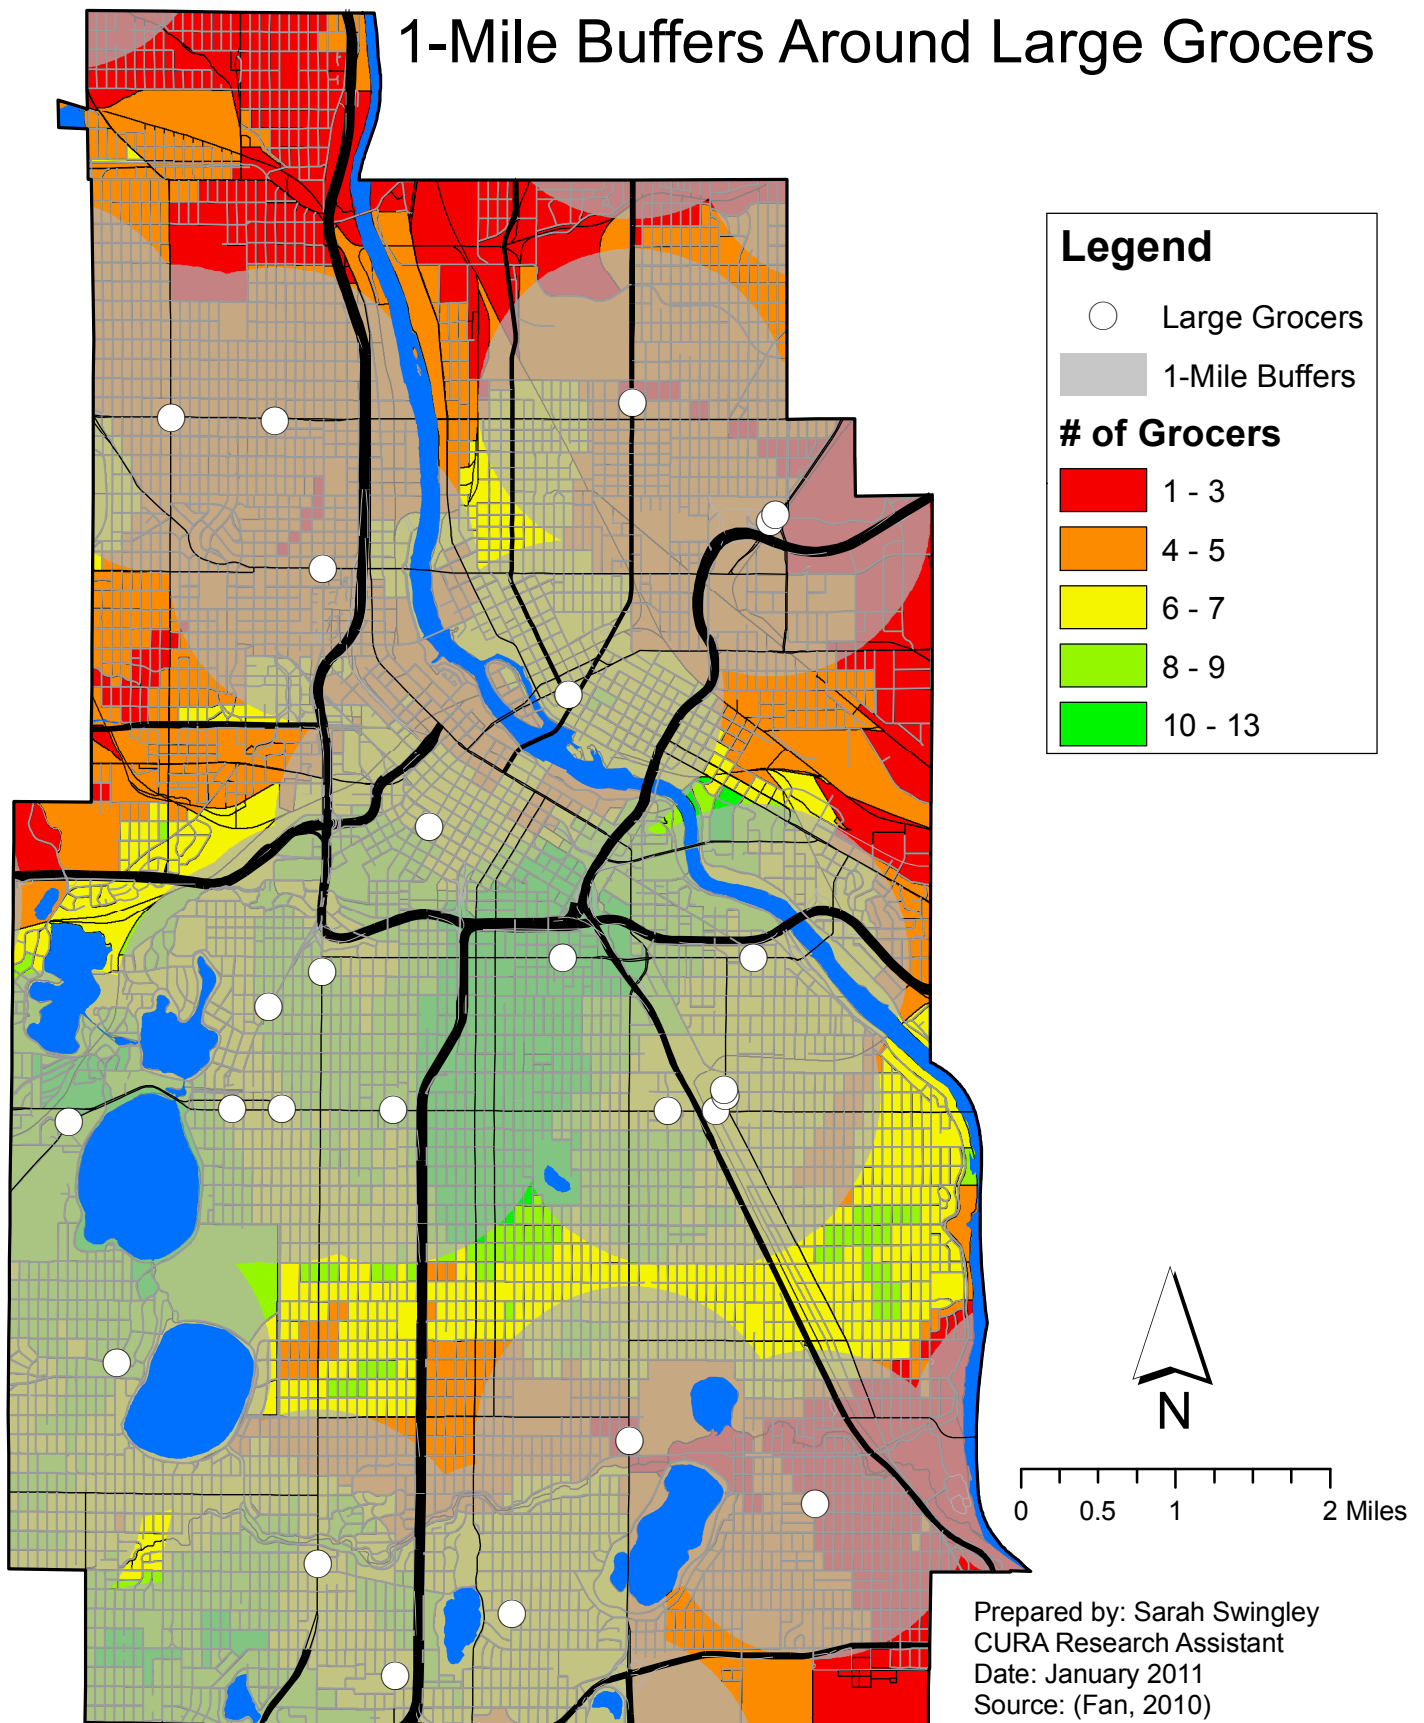 1-Mile Buffers Around Large Grocers
Legend
Large Grocers
1-Mile Buffers
# of Grocers
1 - 3
4 - 5
6 - 7
8 - 9
10 - 13
N
0 0.5 1 2 Miles
Prepared by: Sarah Swingley
CURA Research Assistant
Date: January 2011
Source: (Fan, 2010)